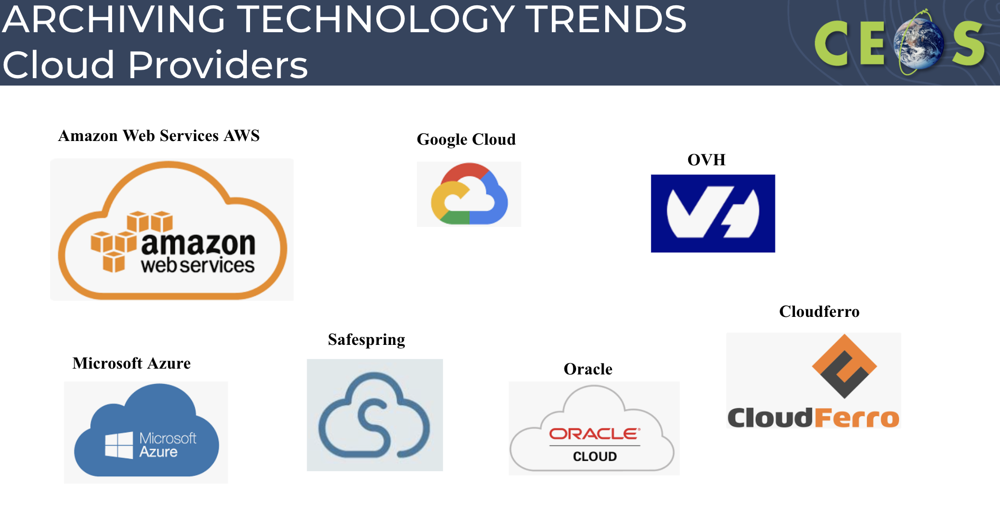 ARCHIVING TECHNOLOGY TRENDS
Cloud Providers
CEOS
Amazon Web Services AWS
amazon
web services
Google Cloud
OVH
Microsoft Azure
Microsoft
Azure
Safespring
Oracle
ORACLE®
CLOUD
Cloudferro
CloudFerro